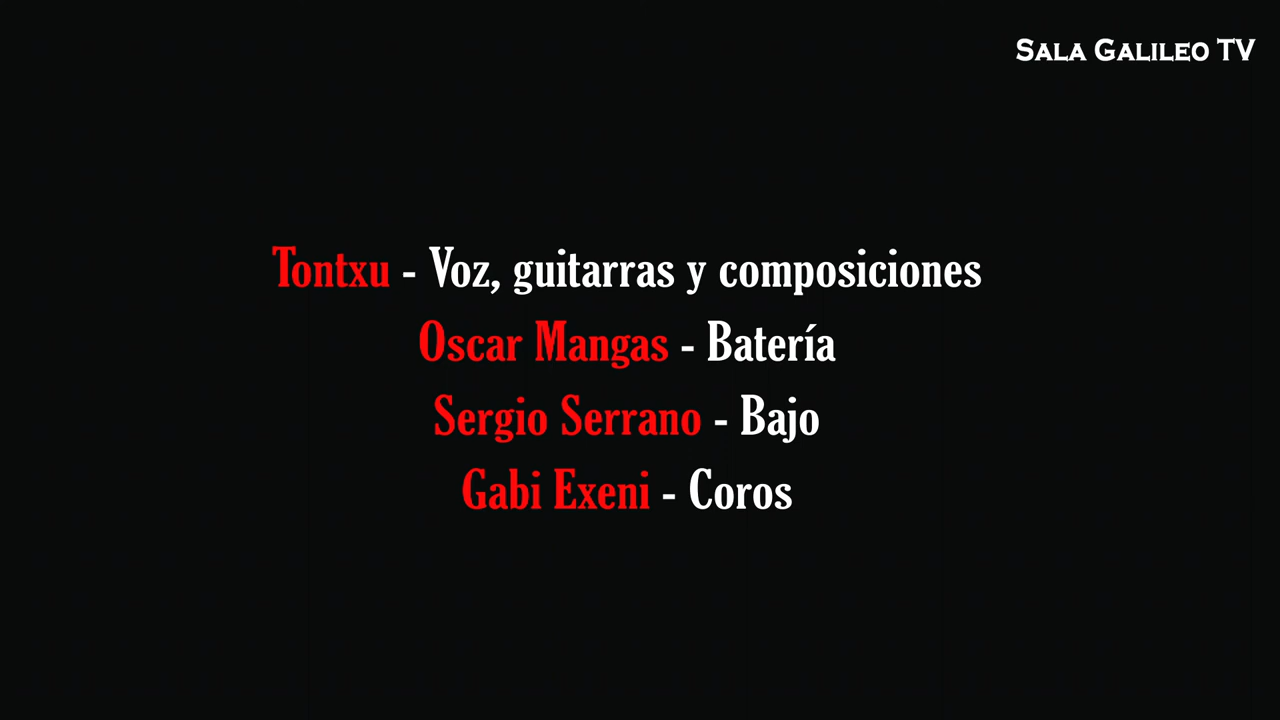 SALA GALILEO TV
Tontxu - Voz, guitarras y composiciones
Oscar Mangas - Batería
Sergio Serrano - Bajo
Gabi Exeni - Coros